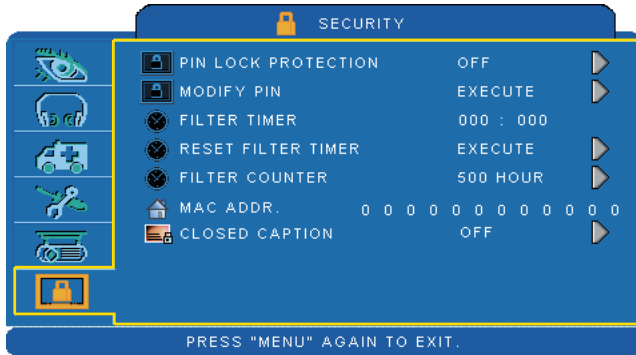 SECURITY
PIN LOCK PROTECTION OFF
MODIFY PIN EXECUTE
FILTER TIMER 000 : 000
RESET FILTER TIMER EXECUTE
FILTER COUNTER 500 HOUR
MAC ADDR. 0 0 0 0 0 0 0 0 0 0 0 0
CLOSED CAPTION OFF
PRESS "MENU" AGAIN TO EXIT.